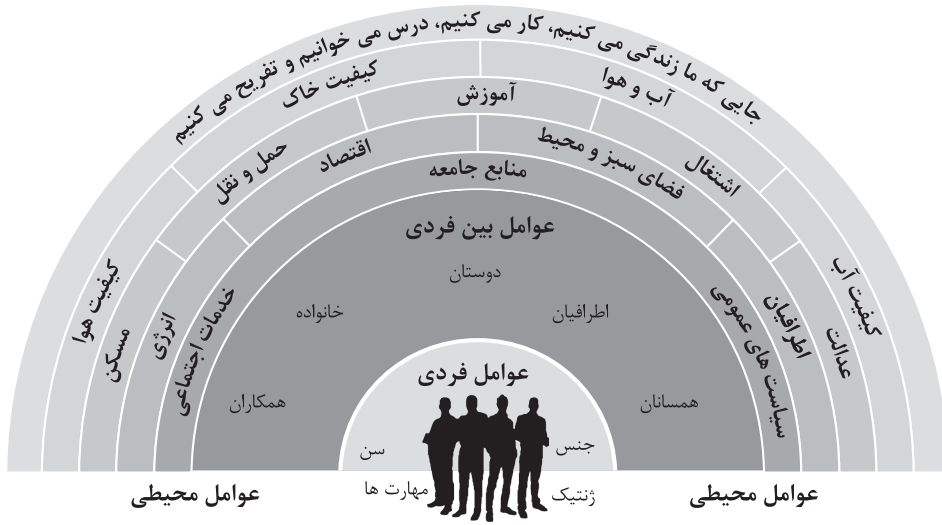 جایی که ما زندگی می کنیم، کار می کنیم، درس می خوانیم و تفریح می کنیم
کیفیت هوا
کیفیت خاک
آب و هوا
کیفیت آب
مسکن
حمل و نقل
آموزش
اشتغال
عدالت
انرژی
اقتصاد
فضای سبز و محیط
اطرافیان
خدمات اجتماعی
منابع جامعه
سیاست های عمومی
عوامل بین فردی
دوستان
خانواده
اطرافیان
همکاران
همسانان
عوامل فردی
سن
جنس
مهارت ها
ژنتیک
عوامل محیطی
عوامل محیطی